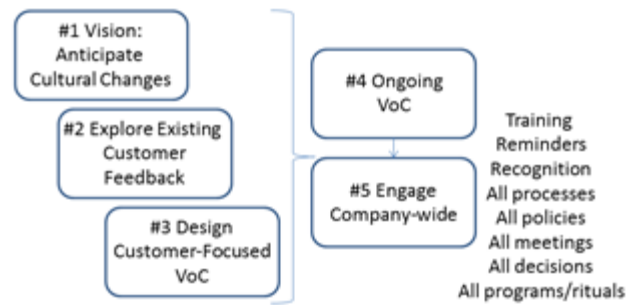 #1 Vision:
Anticipate
Cultural Changes
#2 Explore Existing
Customer
Feedback
#3 Design
Customer-Focused
VoC
#4 Ongoing
VoC
#5 Engage
Company-wide
Training
Reminders
Recognition
All processes
All policies
All meetings
All decisions
All programs/rituals